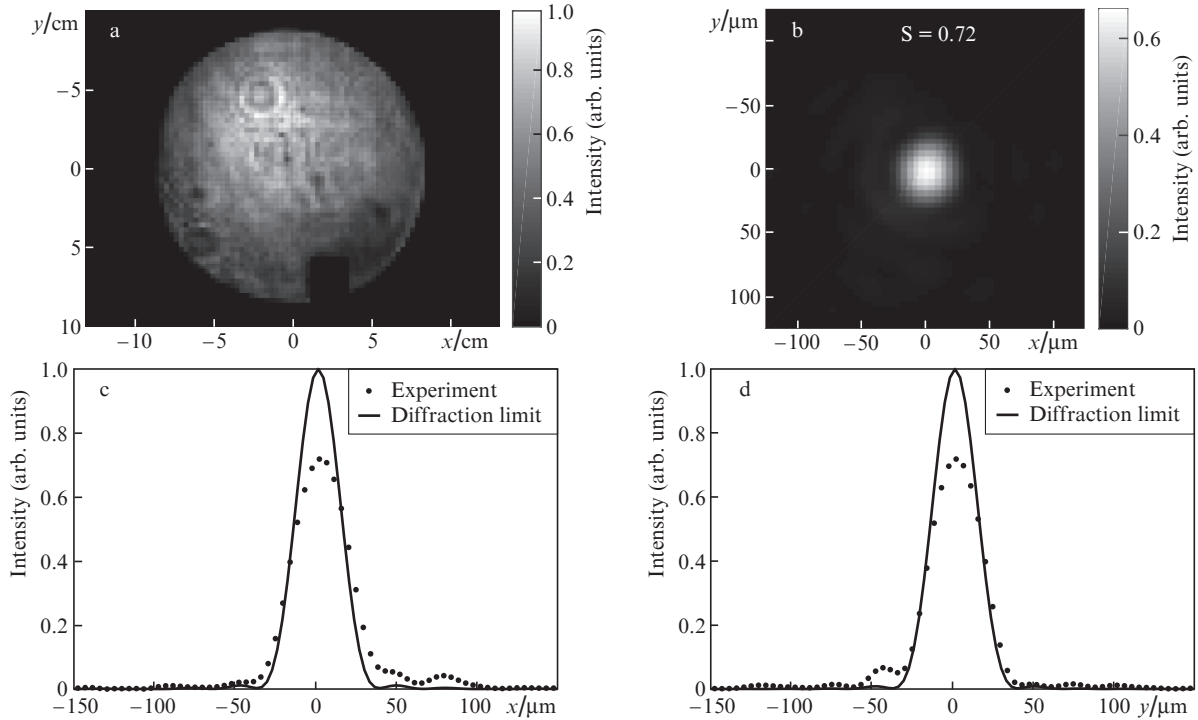 y/cm
a
−5
0
5
10
−10
−5
0
5
x/cm
1.0
0.8
0.6
0.4
0.2
0
Intensity (arb. units)
y/μm
b
S = 0.72
−50
0
50
100
−100
−50
0
50
x/μm
0.6
0.4
0.2
0
Intensity (arb. units)
c
Experiment
Diffraction limit
Intensity (arb. units)
1.0
0.8
0.6
0.4
0.2
0
−150
−100
−50
0
50
100
x/μm
d
Experiment
Diffraction limit
Intensity (arb. units)
1.0
0.8
0.6
0.4
0.2
0
−150
−100
−50
0
50
100
y/μm